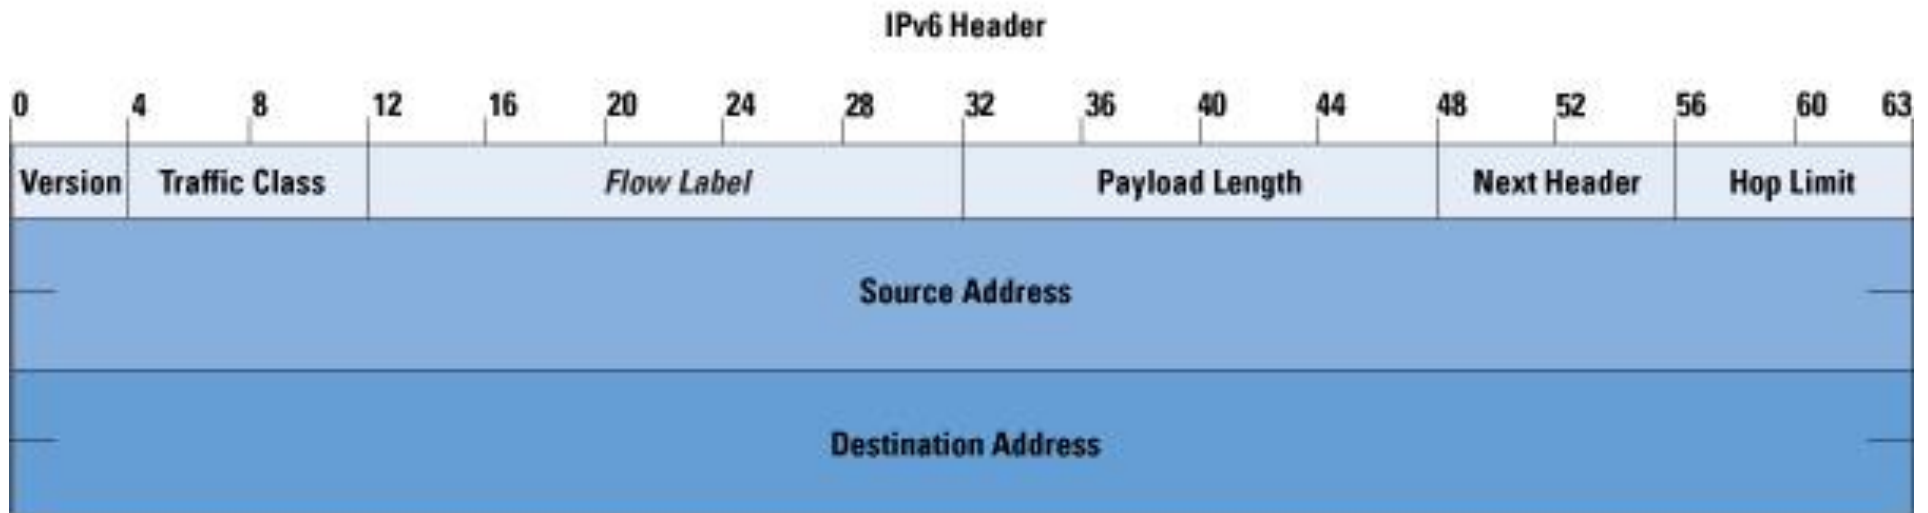 IPv6 Header
0 4 8 12 16 20 24 28 32 36 40 44 48 52 56 60 63
Version Traffic Class Flow Label Payload Length Next Header Hop Limit
Source Address
Destination Address